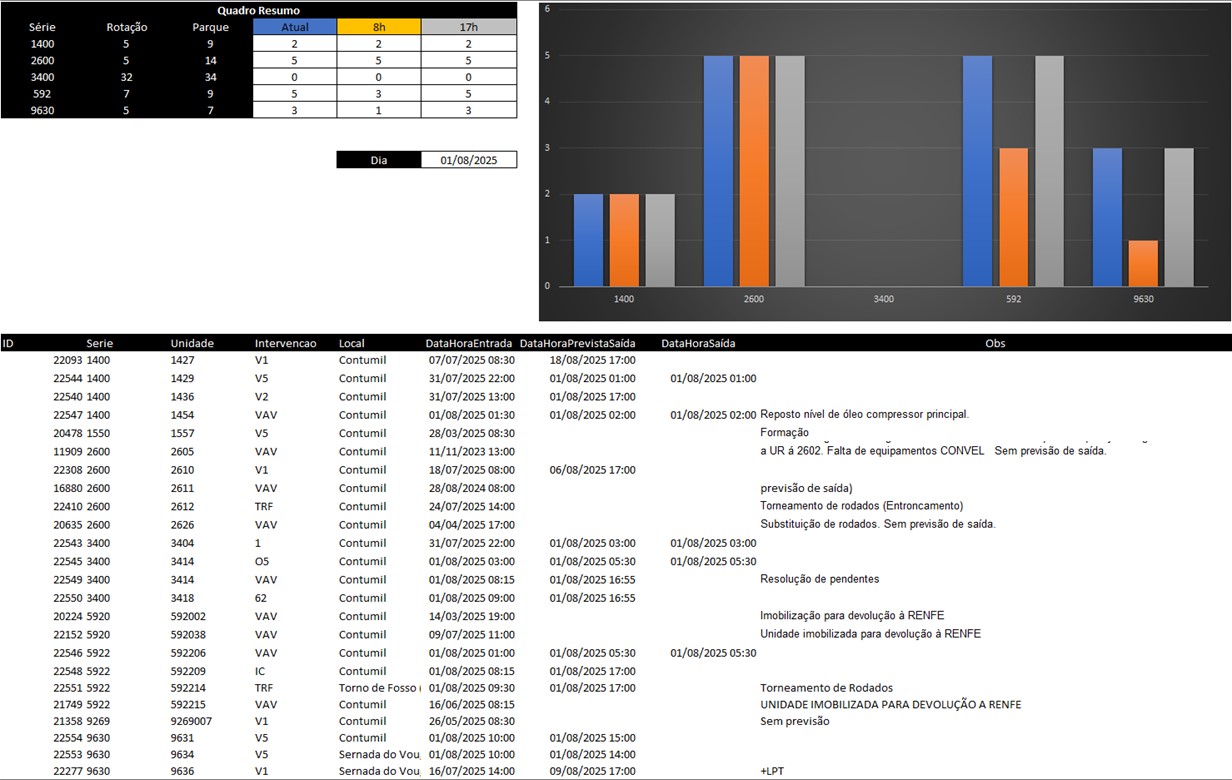 Quadro Resumo
Série Rotação Parque Atual 8h 17h
1400 5 9 2 2 2
2600 5 14 5 5 5
3400 32 34 0 0 0
592 7 9 5 3 5
9630 5 7 3 1 3
Dia 01/08/2025
6
5
4
3
2
1
0
1400 2600 3400 592 9630
ID Serie Unidade Intervencao Local DataHoraEntrada DataHoraPrevistaSaída DataHoraSaída Obs
22093 1400 1427 V1 Contumil 07/07/2025 08:30 18/08/2025 17:00
22544 1400 1429 V5 Contumil 31/07/2025 22:00 01/08/2025 01:00 01/08/2025 01:00
22540 1400 1436 V2 Contumil 31/07/2025 13:00 01/08/2025 17:00
22547 1400 1454 VAV Contumil 01/08/2025 01:30 01/08/2025 02:00 01/08/2025 02:00 Reposto nível de óleo compressor principal.
20478 1550 1557 V5 Contumil 28/03/2025 08:30 Formação
11909 2600 2605 VAV Contumil 11/11/2023 13:00 a UR á 2602. Falta de equipamentos CONVEL Sem previsão de saída.
22308 2600 2610 V1 Contumil 18/07/2025 08:00 06/08/2025 17:00
16880 2600 2611 VAV Contumil 28/08/2024 08:00 previsão de saída)
22410 2600 2612 TRF Contumil 24/07/2025 14:00 Torneamento de rodados (Entroncamento)
20635 2600 2626 VAV Contumil 04/04/2025 17:00 Substituição de rodados. Sem previsão de saída.
22543 3400 3404 1 Contumil 31/07/2025 22:00 01/08/2025 03:00 01/08/2025 03:00
22545 3400 3414 O5 Contumil 01/08/2025 03:00 01/08/2025 05:30 01/08/2025 05:30
22549 3400 3414 VAV Contumil 01/08/2025 08:15 01/08/2025 16:55 Resolução de pendentes
22550 3400 3418 62 Contumil 01/08/2025 09:00 01/08/2025 16:55
20224 5920 592002 VAV Contumil 14/03/2025 19:00 Imobilização para devolução à RENFE
22152 5920 592038 VAV Contumil 09/07/2025 11:00 Unidade imobilizada para devolução à RENFE
22546 5922 592206 VAV Contumil 01/08/2025 01:00 01/08/2025 05:30 01/08/2025 05:30
22548 5922 592209 IC Contumil 01/08/2025 08:15 01/08/2025 17:00
22551 5922 592214 TRF Torno de Fosso ( 01/08/2025 09:30 01/08/2025 17:00 Torneamento de Rodados
21749 5922 592215 VAV Contumil 16/06/2025 08:15 UNIDADE IMOBILIZADA PARA DEVOLUÇÃO A RENFE
21358 9269 9269007 V1 Contumil 26/05/2025 08:30 Sem previsão
22554 9630 9631 V5 Contumil 01/08/2025 10:00 01/08/2025 15:00
22553 9630 9634 V5 Sernada do Vou 01/08/2025 10:00 01/08/2025 14:00
22277 9630 9636 V1 Sernada do Vou 16/07/2025 14:00 09/08/2025 17:00 +LPT